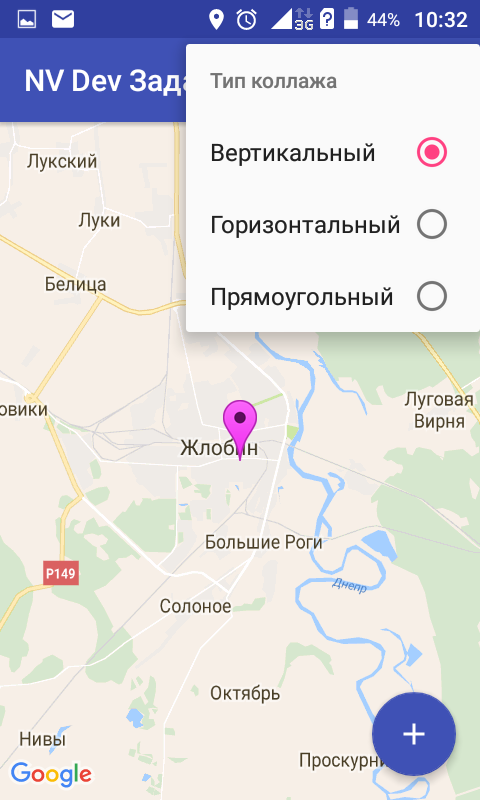 3G
44%
10:32
NV Dev Зада
Тип коллажа
Вертикальный
Горизонтальный
Прямоугольный
Лукский
Луки
Белица
овики
Луговая
Вирня
Жлобин
Большие Роги
P149
Днепр
Солоное
Октябрь
Нивы
Проскурни
Google